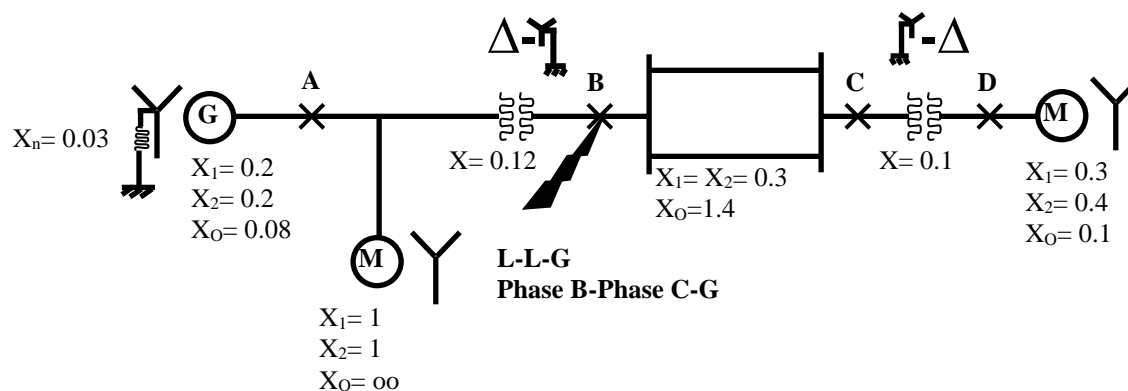 Δ-
-Δ
A
B
C
D
G
M
Xn= 0.03
X= 0.12
X= 0.1
X1= 0.2
X2= 0.2
XO= 0.08
X1= X2= 0.3
XO=1.4
X1= 0.3
X2= 0.4
XO= 0.1
M
L-L-G
Phase B-Phase C-G
X1= 1
X2= 1
XO= oo